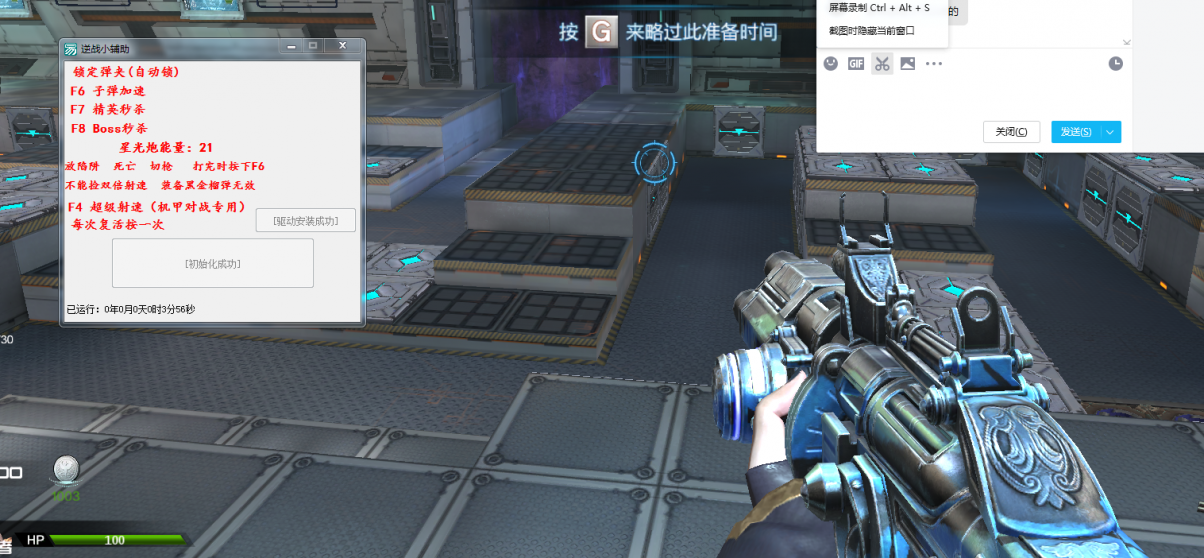 逆战小辅助
锁定弹夹(自动锁)
F6 子弹加速
F7 精英秒杀
F8 Boss秒杀
星光炮能量: 21
放陷阱 死亡 切枪 打完时按下F6
不能捡双倍射速 装备黑金榴弹无效
F4 超级射速(机甲对战专用)
每次复活按一次
[驱动安装成功]
[初始化成功]
已运行: 0年0月0天0时3分56秒
按 G 来略过此准备时间
屏幕录制 Ctrl + Alt + S
的
截图时隐藏当前窗口
GIF
关闭(C)
发送(S)
/30
HP
100